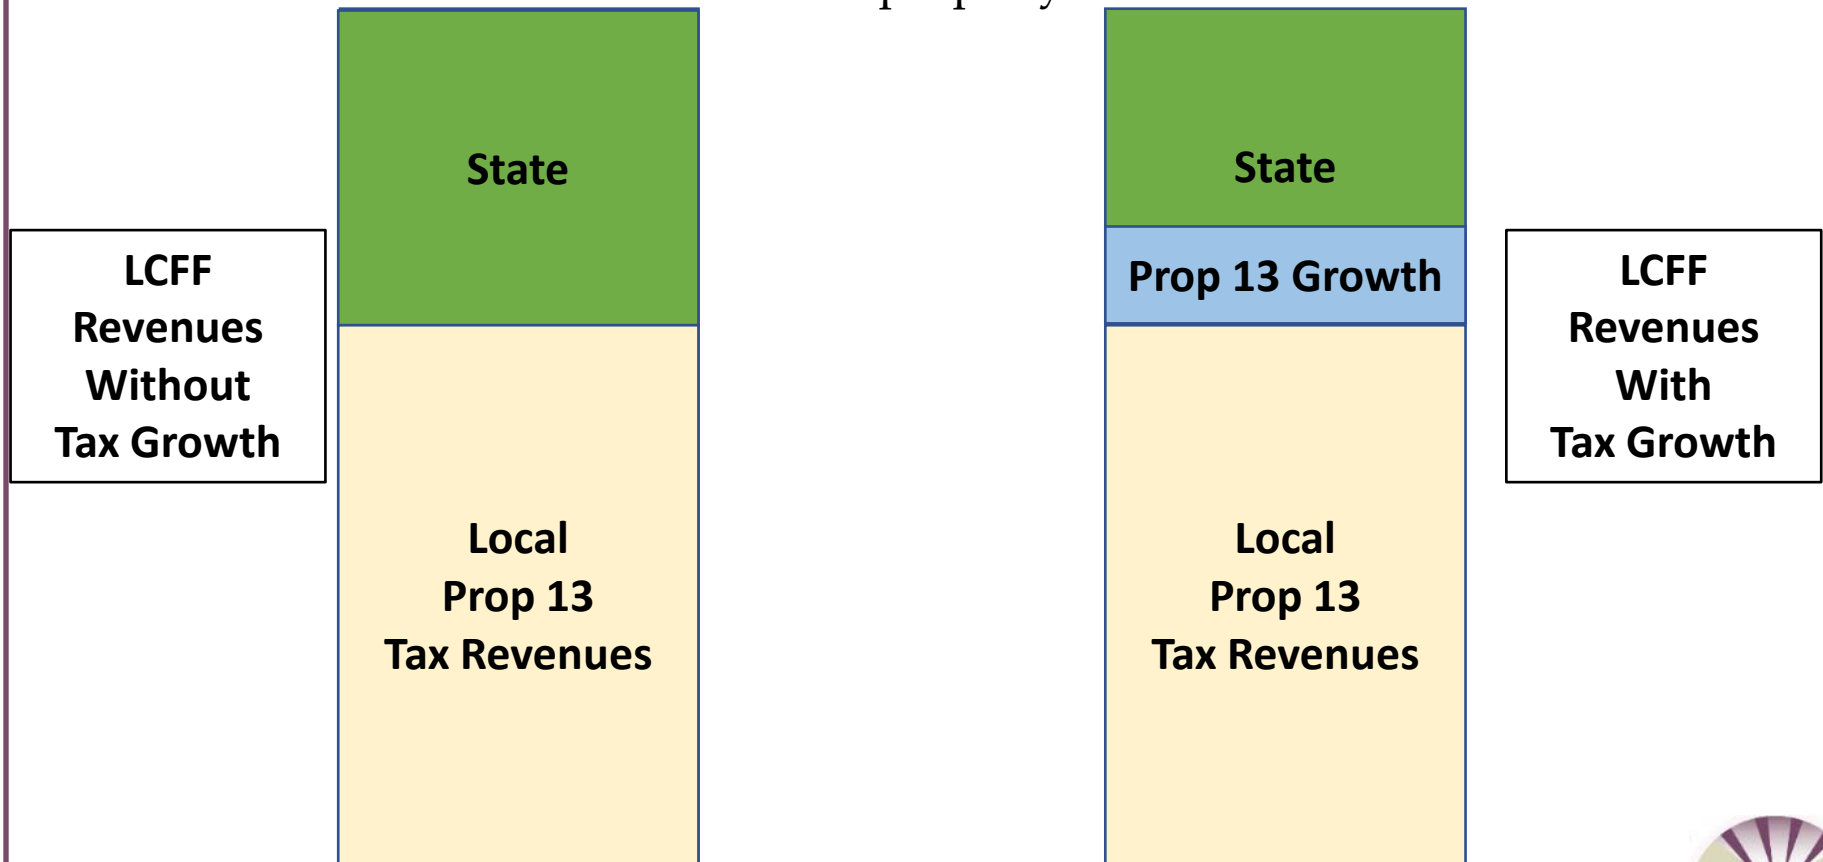 State
State
LCFF
Revenues
Without
Tax Growth
Prop 13 Growth
LCFF
Revenues
With
Tax Growth
Local
Prop 13
Tax Revenues
Local
Prop 13
Tax Revenues